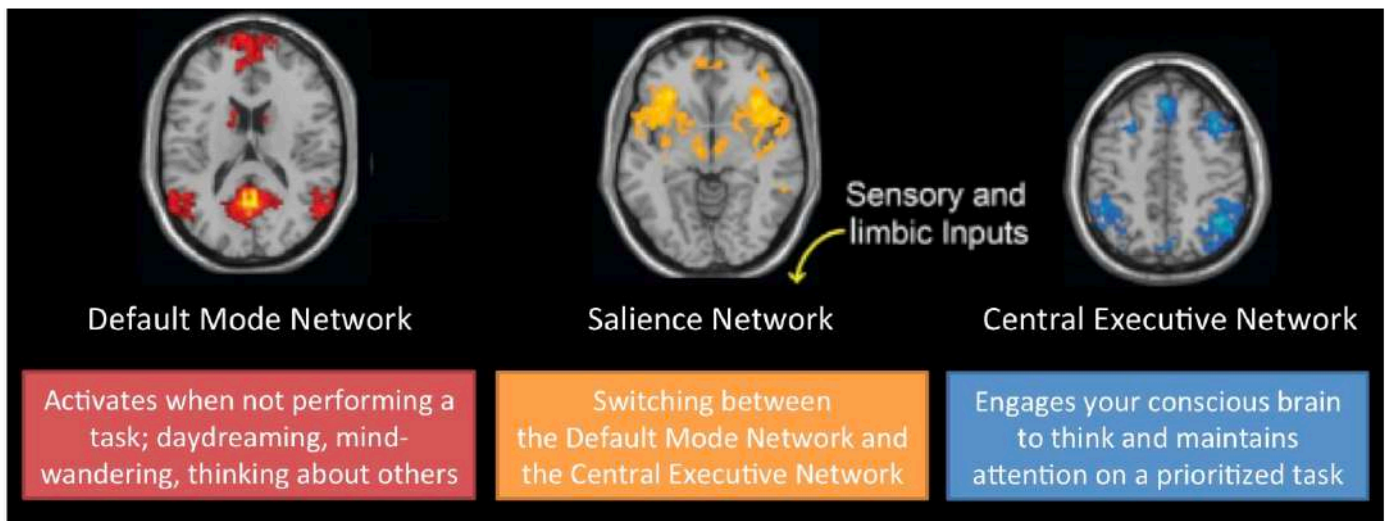 Sensory and
limbic Inputs
Default Mode Network
Salience Network
Central Executive Network
Activates when not performing a
task; daydreaming, mind-
wandering, thinking about others
Switching between
the Default Mode Network and
the Central Executive Network
Engages your conscious brain
to think and maintains
attention on a prioritized task